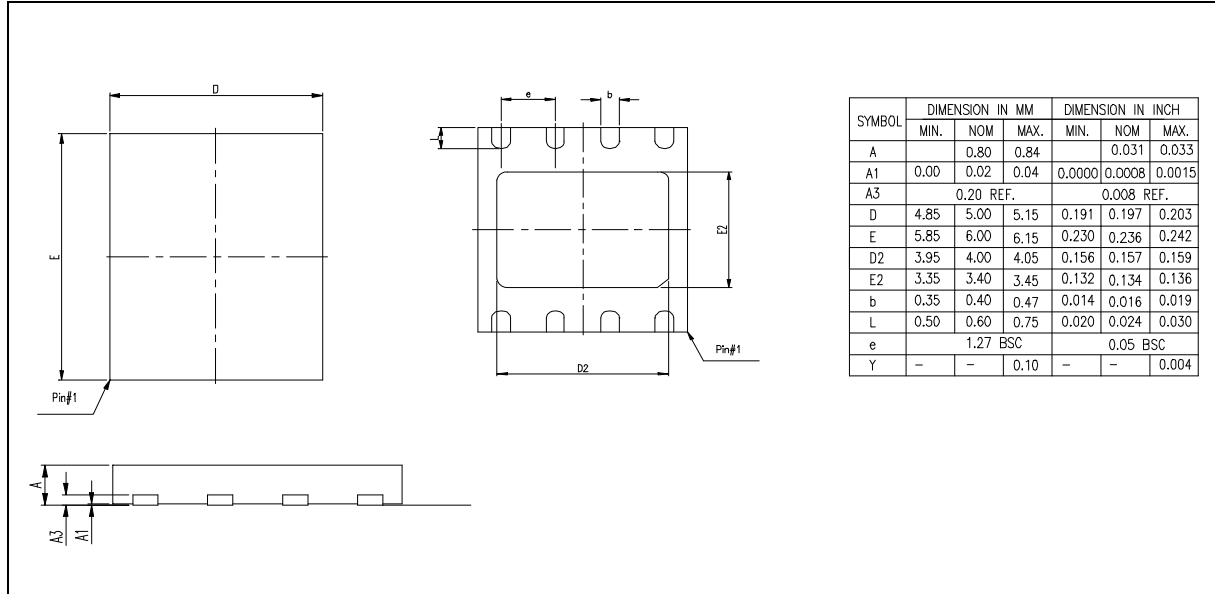 D
E
Pin#1
e
b
L
E2
D2
Pin#1
A
A3
A1
SYMBOL DIMENSION IN MM DIMENSION IN INCH
MIN. NOM MAX. MIN. NOM MAX.
A 0.80 0.84 0.031 0.033
A1 0.00 0.02 0.04 0.0000 0.0008 0.0015
A3 0.20 REF. 0.008 REF.
D 4.85 5.00 5.15 0.191 0.197 0.203
E 5.85 6.00 6.15 0.230 0.236 0.242
D2 3.95 4.00 4.05 0.156 0.157 0.159
E2 3.35 3.40 3.45 0.132 0.134 0.136
b 0.35 0.40 0.47 0.014 0.016 0.019
L 0.50 0.60 0.75 0.020 0.024 0.030
e 1.27 BSC 0.05 BSC
Y – – 0.10 – – 0.004